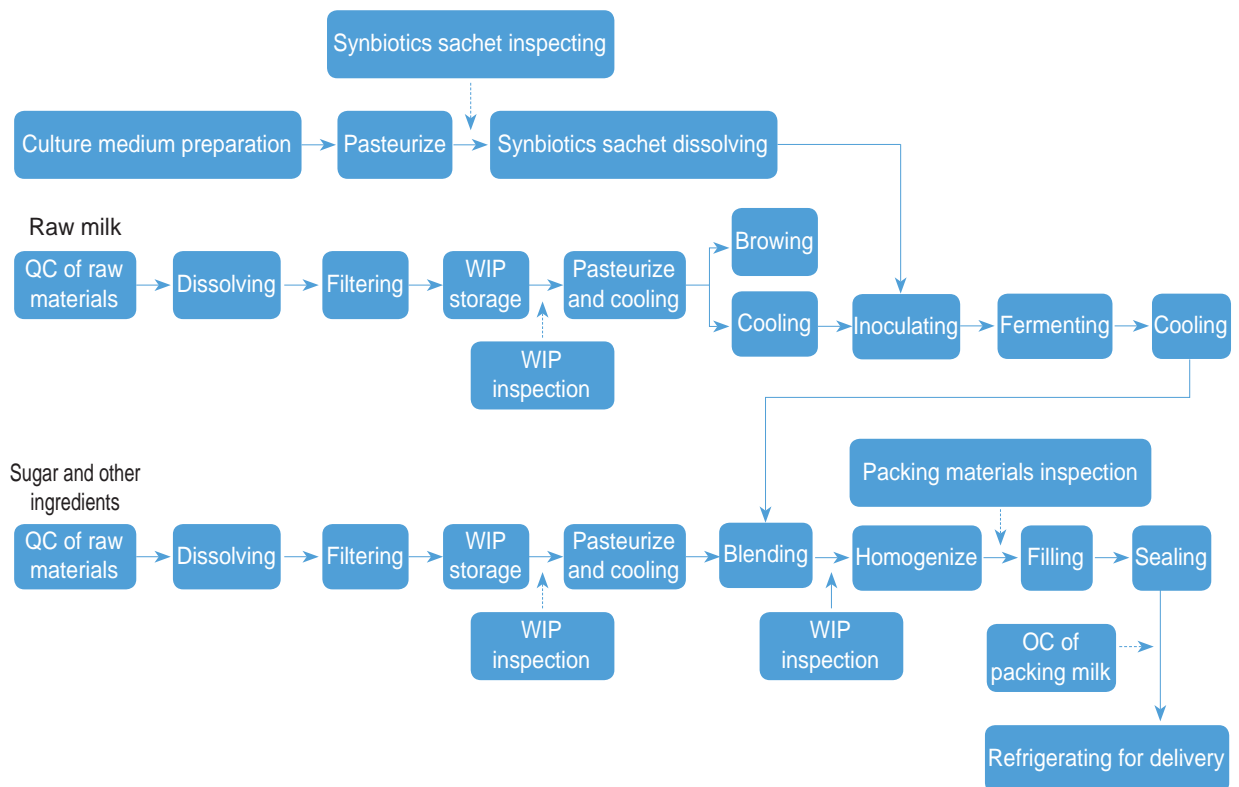 Synbiotics sachet inspecting
Culture medium preparation
Pasteurize
Synbiotics sachet dissolving
Raw milk
QC of raw
materials
Dissolving
Filtering
WIP
storage
Pasteurize
and cooling
Browing
Cooling
Inoculating
Fermenting
Cooling
WIP
inspection
Sugar and other
ingredients
Packing materials inspection
QC of raw
materials
Dissolving
Filtering
WIP
storage
Pasteurize
and cooling
Blending
Homogenize
Filling
Sealing
WIP
inspection
WIP
inspection
OC of
packing milk
Refrigerating for delivery